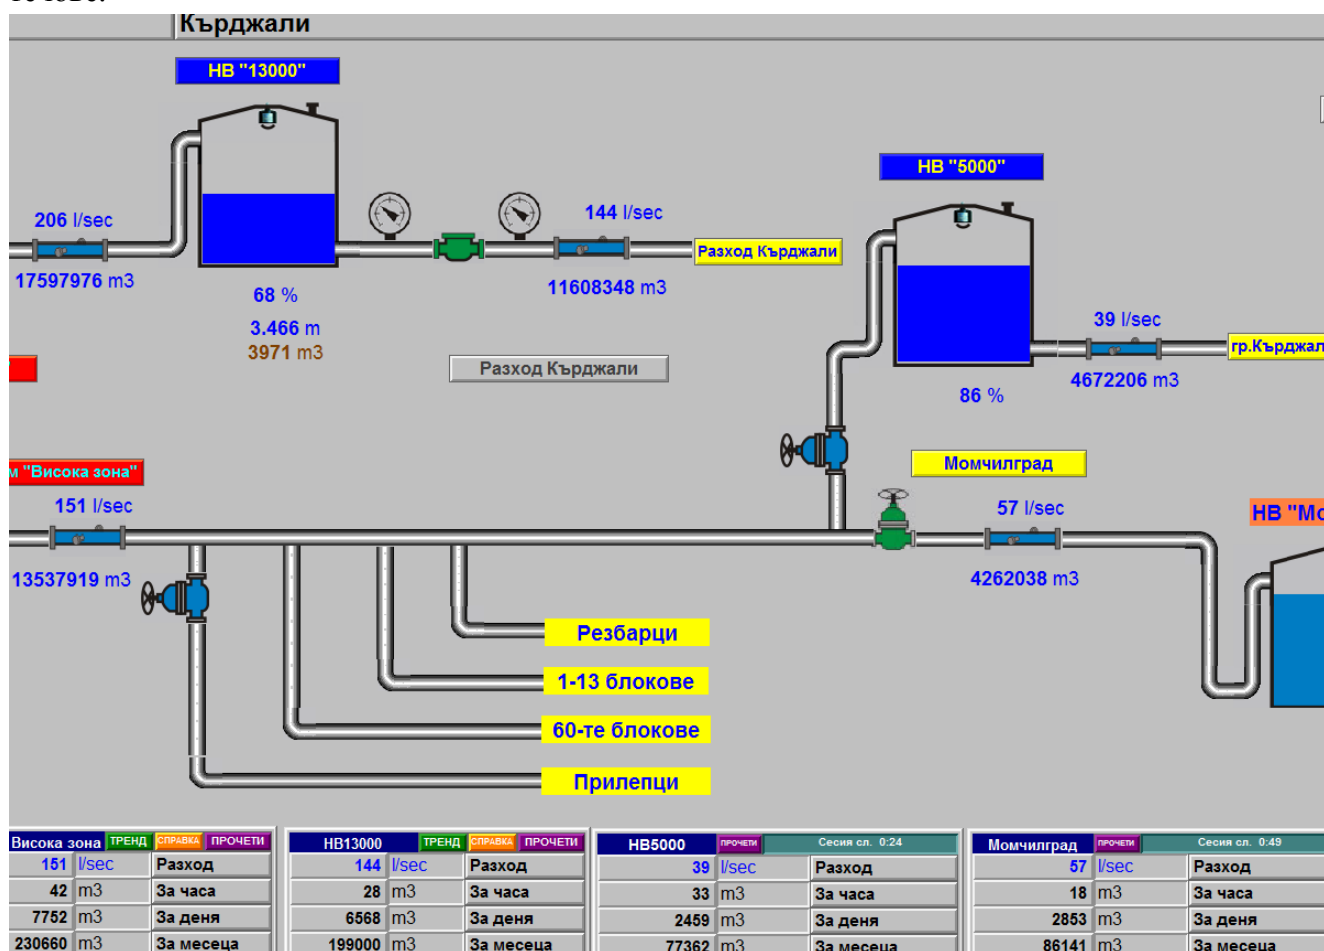 Кърджали
НВ "13000"
НВ "5000"
206 l/sec
144 l/sec
Разход Кърджали
17597976 m3
11608348 m3
68 %
3.466 m
3971 m3
39 l/sec
гр.Кърджал
4672206 m3
86 %
Разход Кърджали
м "Висока зона"
Момчилград
151 l/sec
57 l/sec
НВ "Мо
13537919 m3
4262038 m3
Резбарци
1-13 блокове
60-те блокове
Прилепци
Висока зона ТРЕНД СПРАВКА ПРОЧЕТИ
151 l/sec Разход
42 m3 За часа
7752 m3 За деня
230660 m3 За месеца
НВ13000 ТРЕНД СПРАВКА ПРОЧЕТИ
144 l/sec Разход
28 m3 За часа
6568 m3 За деня
199000 m3 За месеца
НВ5000 ПРОЧЕТИ Сесия сл. 0:24
39 l/sec Разход
33 m3 За часа
2459 m3 За деня
77362 m3 За месеца
Момчилград ПРОЧЕТИ Сесия сл. 0:49
57 l/sec Разход
18 m3 За часа
2853 m3 За деня
86141 m3 За месеца